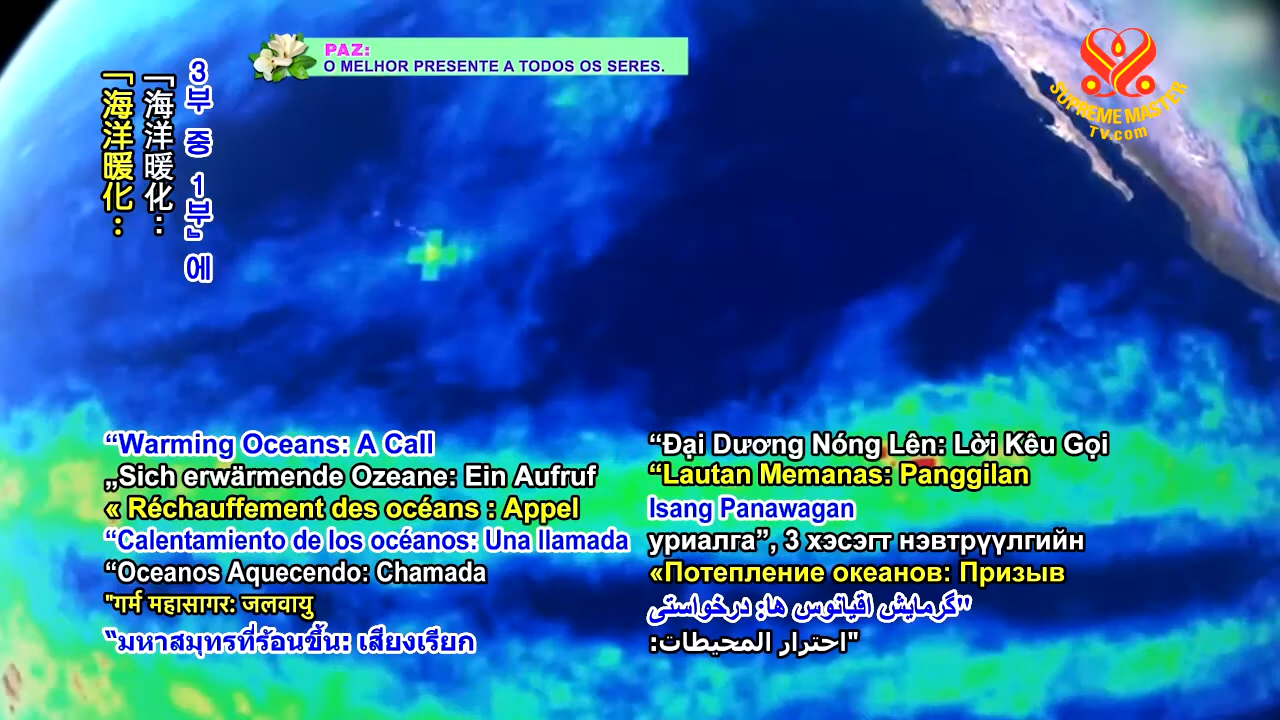 PAZ:
O MELHOR PRESENTE A TODOS OS SERES.
SUPREME MASTER
TV.com
3부 중 1부』에
「海洋暖化：
「海洋暖化：
“Warming Oceans: A Call
„Sich erwärmende Ozeane: Ein Aufruf
« Réchauffement des océans : Appel
“Calentamiento de los océanos: Una llamada
“Oceanos Aquecendo: Chamada
"गर्म महासागर: जलवायु
“มหาสมุทรที่ร้อนขึ้น: เสียงเรียก
“Đại Dương Nóng Lên: Lời Kêu Gọi
“Lautan Memanas: Panggilan
Isang Panawagan
уриалга”, 3 хэсэгт нэвтрүүлгийн
«Потепление океанов: Призыв
"گرمایش اقیانوس ها: درخواستی
"احترار المحيطات: